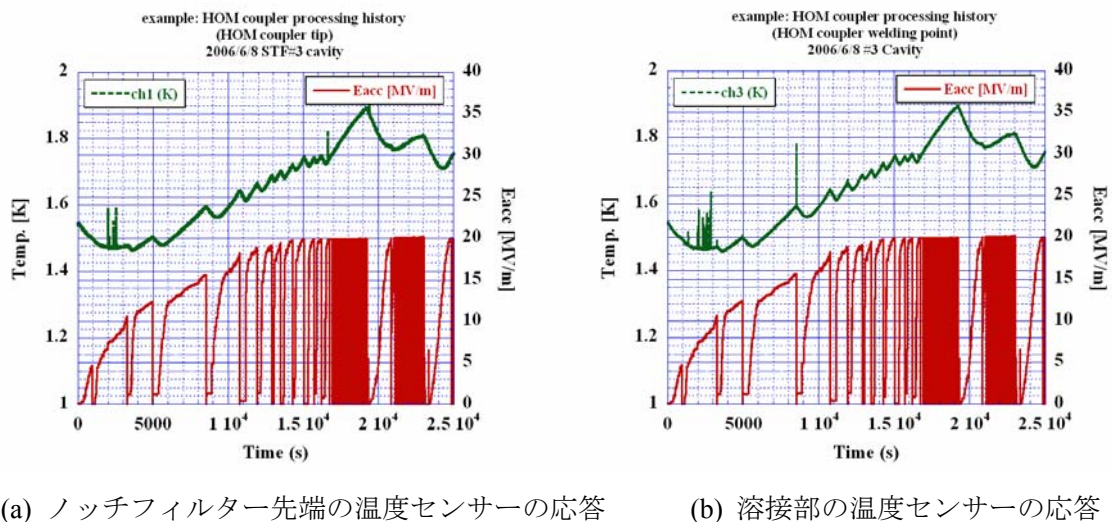 example: HOM coupler processing history
(HOM coupler tip)
2006/6/8 STF#3 cavity
2
1.8
1.6
1.4
1.2
1
Temp. [K]
ch1 (K)
Eacc [MV/m]
40
35
30
25
20
15
10
5
0
Eacc [MV/m]
0
5000
1 10⁴
1.5 10⁴
2 10⁴
2.5 10⁴
Time (s)
example: HOM coupler processing history
(HOM coupler welding point)
2006/6/8 #3 Cavity
2
1.8
1.6
1.4
1.2
1
Temp. [K]
ch3 (K)
Eacc [MV/m]
40
35
30
25
20
15
10
5
0
Eacc [MV/m]
0
5000
1 10⁴
1.5 10⁴
2 10⁴
2.5 10⁴
Time (s)
(a) ノッチフィルター先端の温度センサーの応答
(b) 溶接部の温度センサーの応答